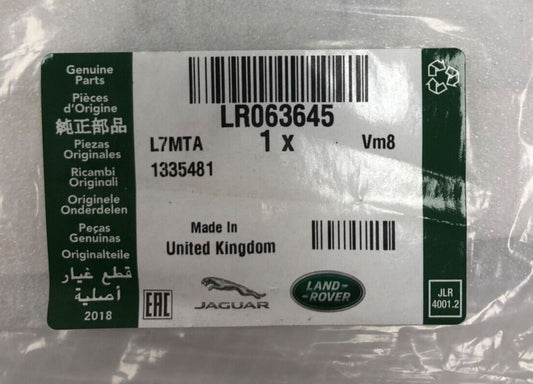 Genuine
Parts
Pièces
d'Origine
純正部品
Piezas
Originales
Ricambi
Originali
Originele
Onderdelen
Peças
Genuinas
Originalteile
قطع غيار
أصلية
2018
LR063645
L7MTA
1 x
Vm8
1335481
Made In
United Kingdom
EAC
JAGUAR
LAND-
-ROVER
JLR
4001.2